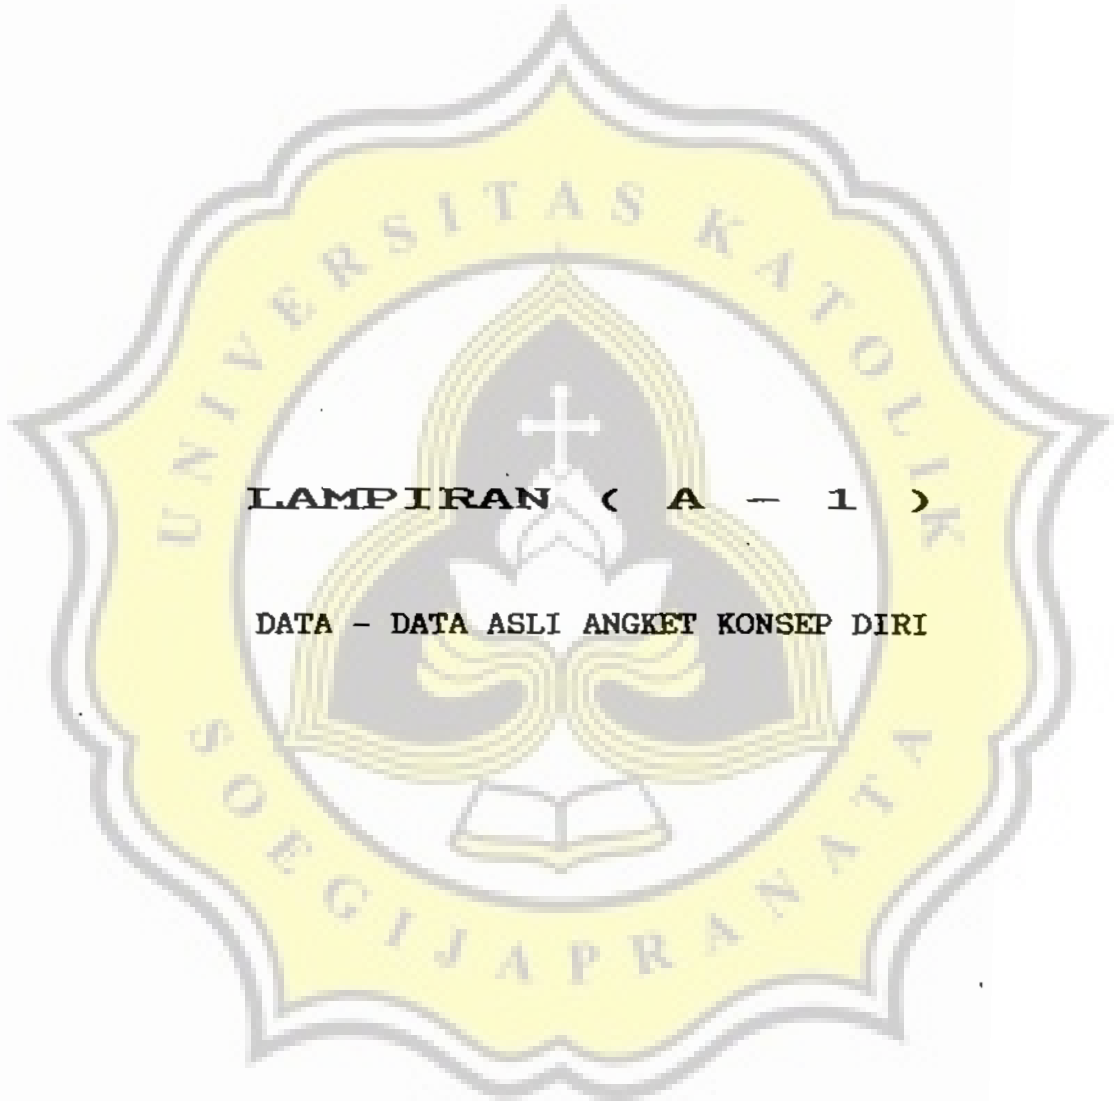 UNIVERSITAS KATOLIK
LAMPIRAN ( A - 1 )
DATA - DATA ASLI ANGKET KONSEP DIRI
SOEGIJAPRANATA